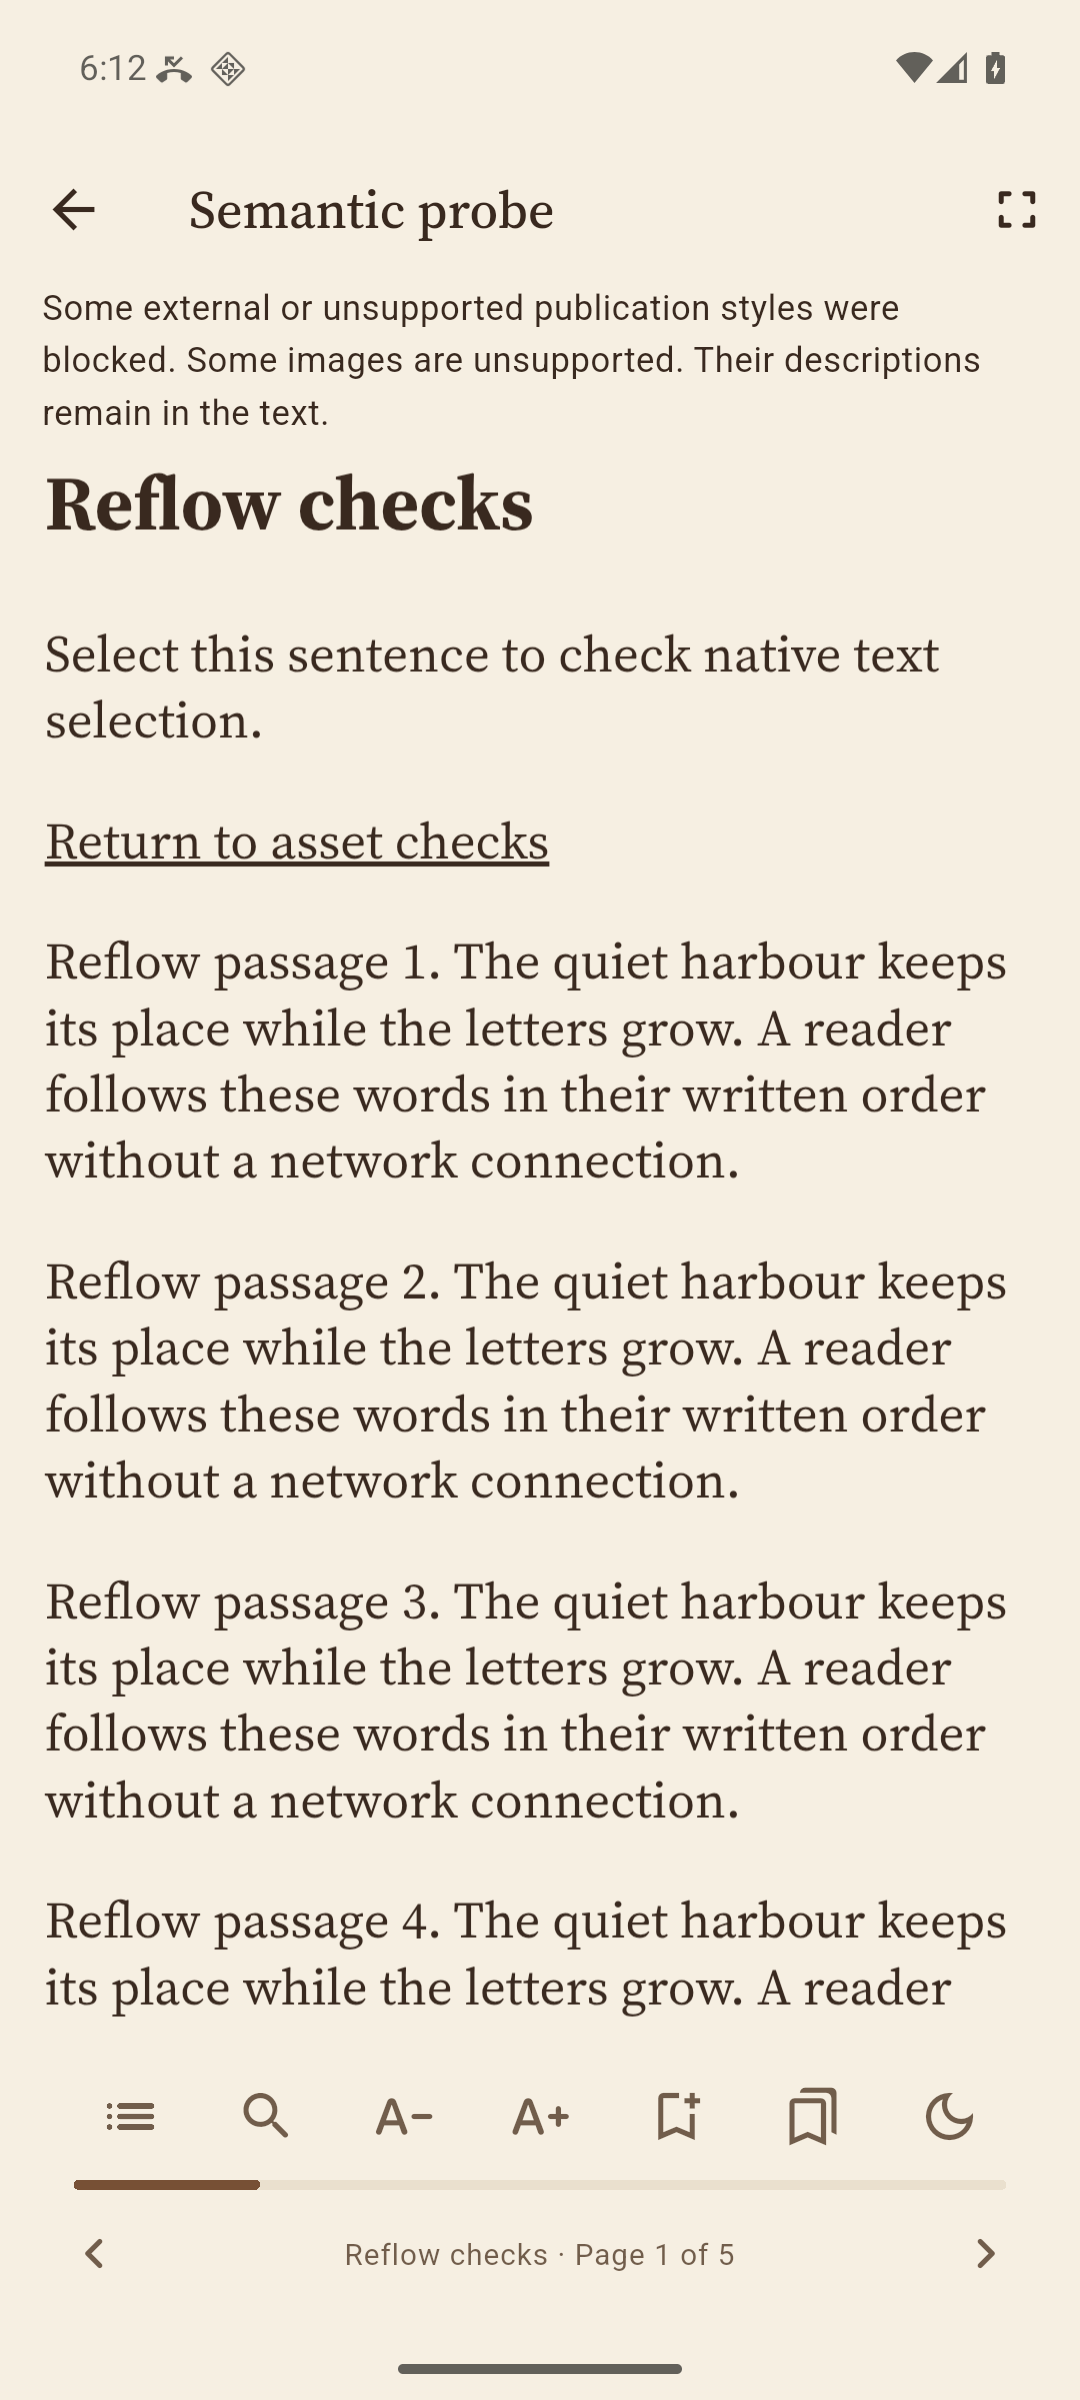 6:12
Semantic probe
Some external or unsupported publication styles were
blocked. Some images are unsupported. Their descriptions
remain in the text.
Reflow checks
Select this sentence to check native text
selection.
Return to asset checks
Reflow passage 1. The quiet harbour keeps
its place while the letters grow. A reader
follows these words in their written order
without a network connection.
Reflow passage 2. The quiet harbour keeps
its place while the letters grow. A reader
follows these words in their written order
without a network connection.
Reflow passage 3. The quiet harbour keeps
its place while the letters grow. A reader
follows these words in their written order
without a network connection.
Reflow passage 4. The quiet harbour keeps
its place while the letters grow. A reader
A− A+
Reflow checks · Page 1 of 5